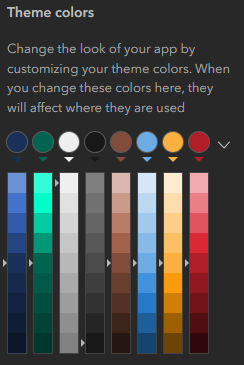 Theme colors
Change the look of your app by
customizing your theme colors. When
you change these colors here, they
will affect where they are used